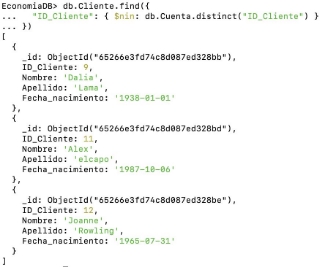 EconomiaDB> db.Cliente.find({
...   "ID_Cliente": { $nin: db.Cuenta.distinct("ID_Cliente") }
... })
[
  {
    _id: ObjectId("65266e3fd74c8d087ed328bb"),
    ID_Cliente: 9,
    Nombre: 'Dalia',
    Apellido: 'Lama',
    Fecha_nacimiento: '1938-01-01'
  },
  {
    _id: ObjectId("65266e3fd74c8d087ed328bd"),
    ID_Cliente: 11,
    Nombre: 'Alex',
    Apellido: 'elcapo',
    Fecha_nacimiento: '1987-10-06'
  },
  {
    _id: ObjectId("65266e3fd74c8d087ed328be"),
    ID_Cliente: 12,
    Nombre: 'Joanne',
    Apellido: 'Rowling',
    Fecha_nacimiento: '1965-07-31'
  }
]